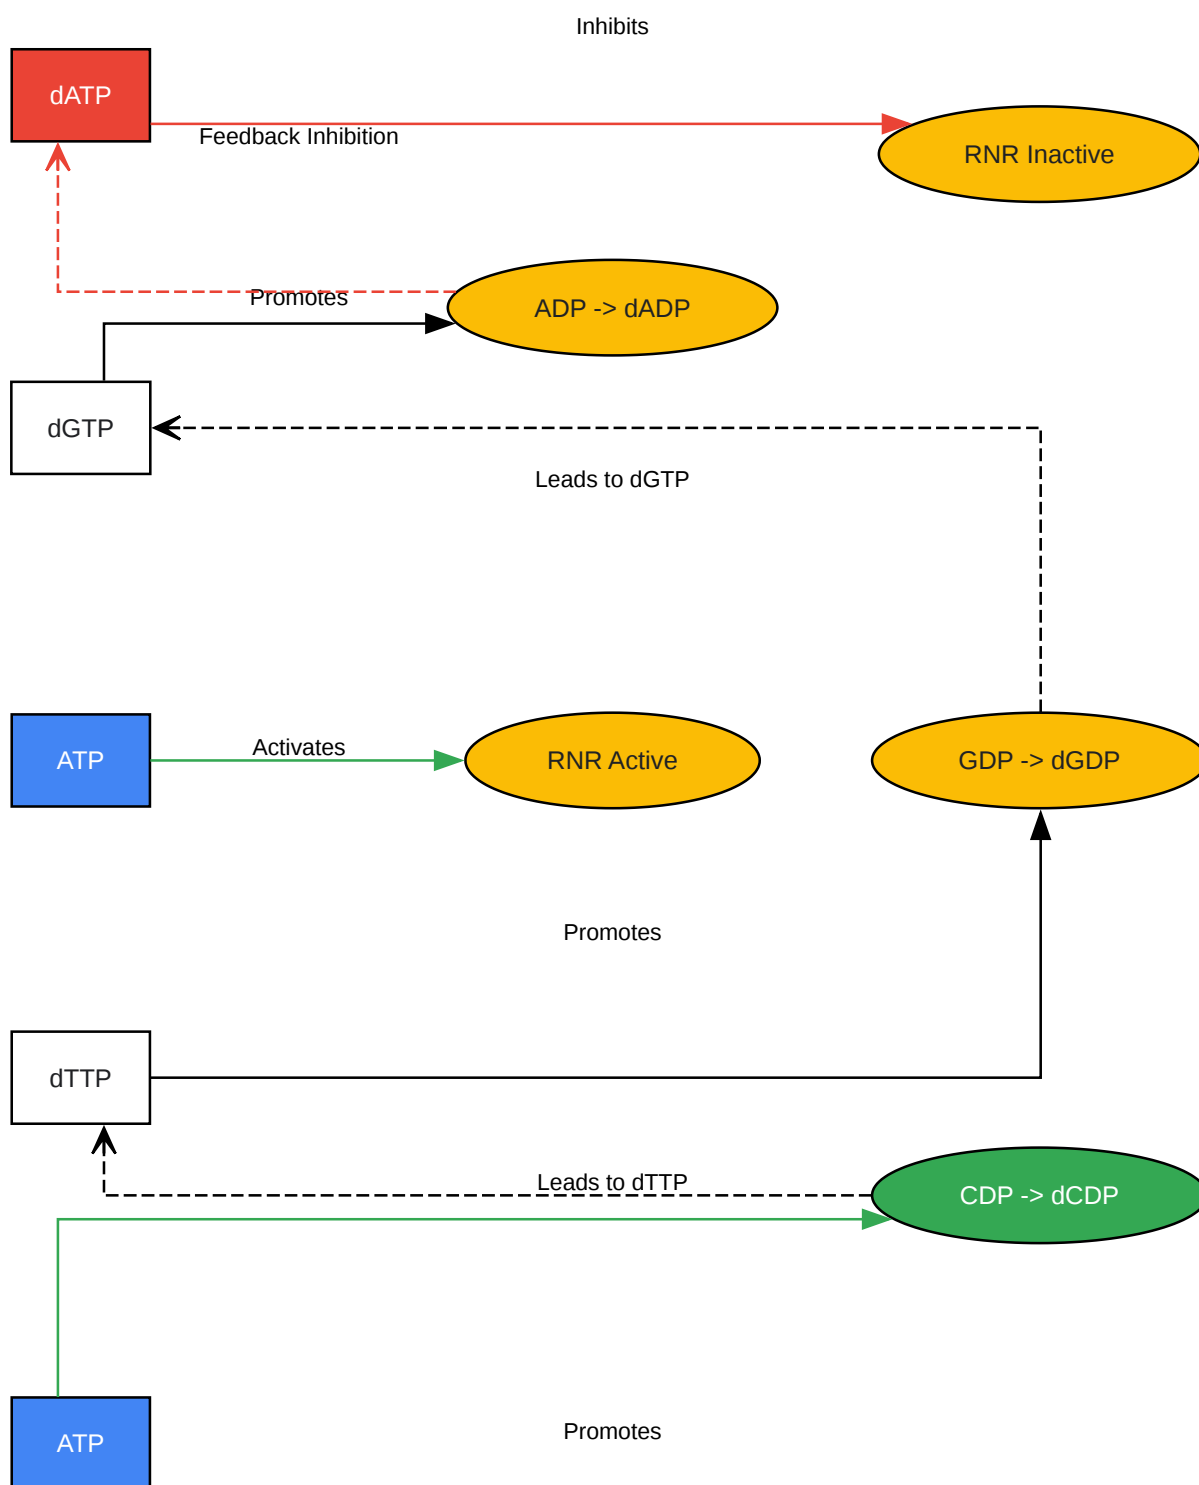 Inhibits
dATP
Feedback Inhibition
RNR Inactive
Promotes
ADP -> dADP
dGTP
Leads to dGTP
ATP
Activates
RNR Active
GDP -> dGDP
Promotes
dTTP
Leads to dTTP
CDP -> dCDP
ATP
Promotes